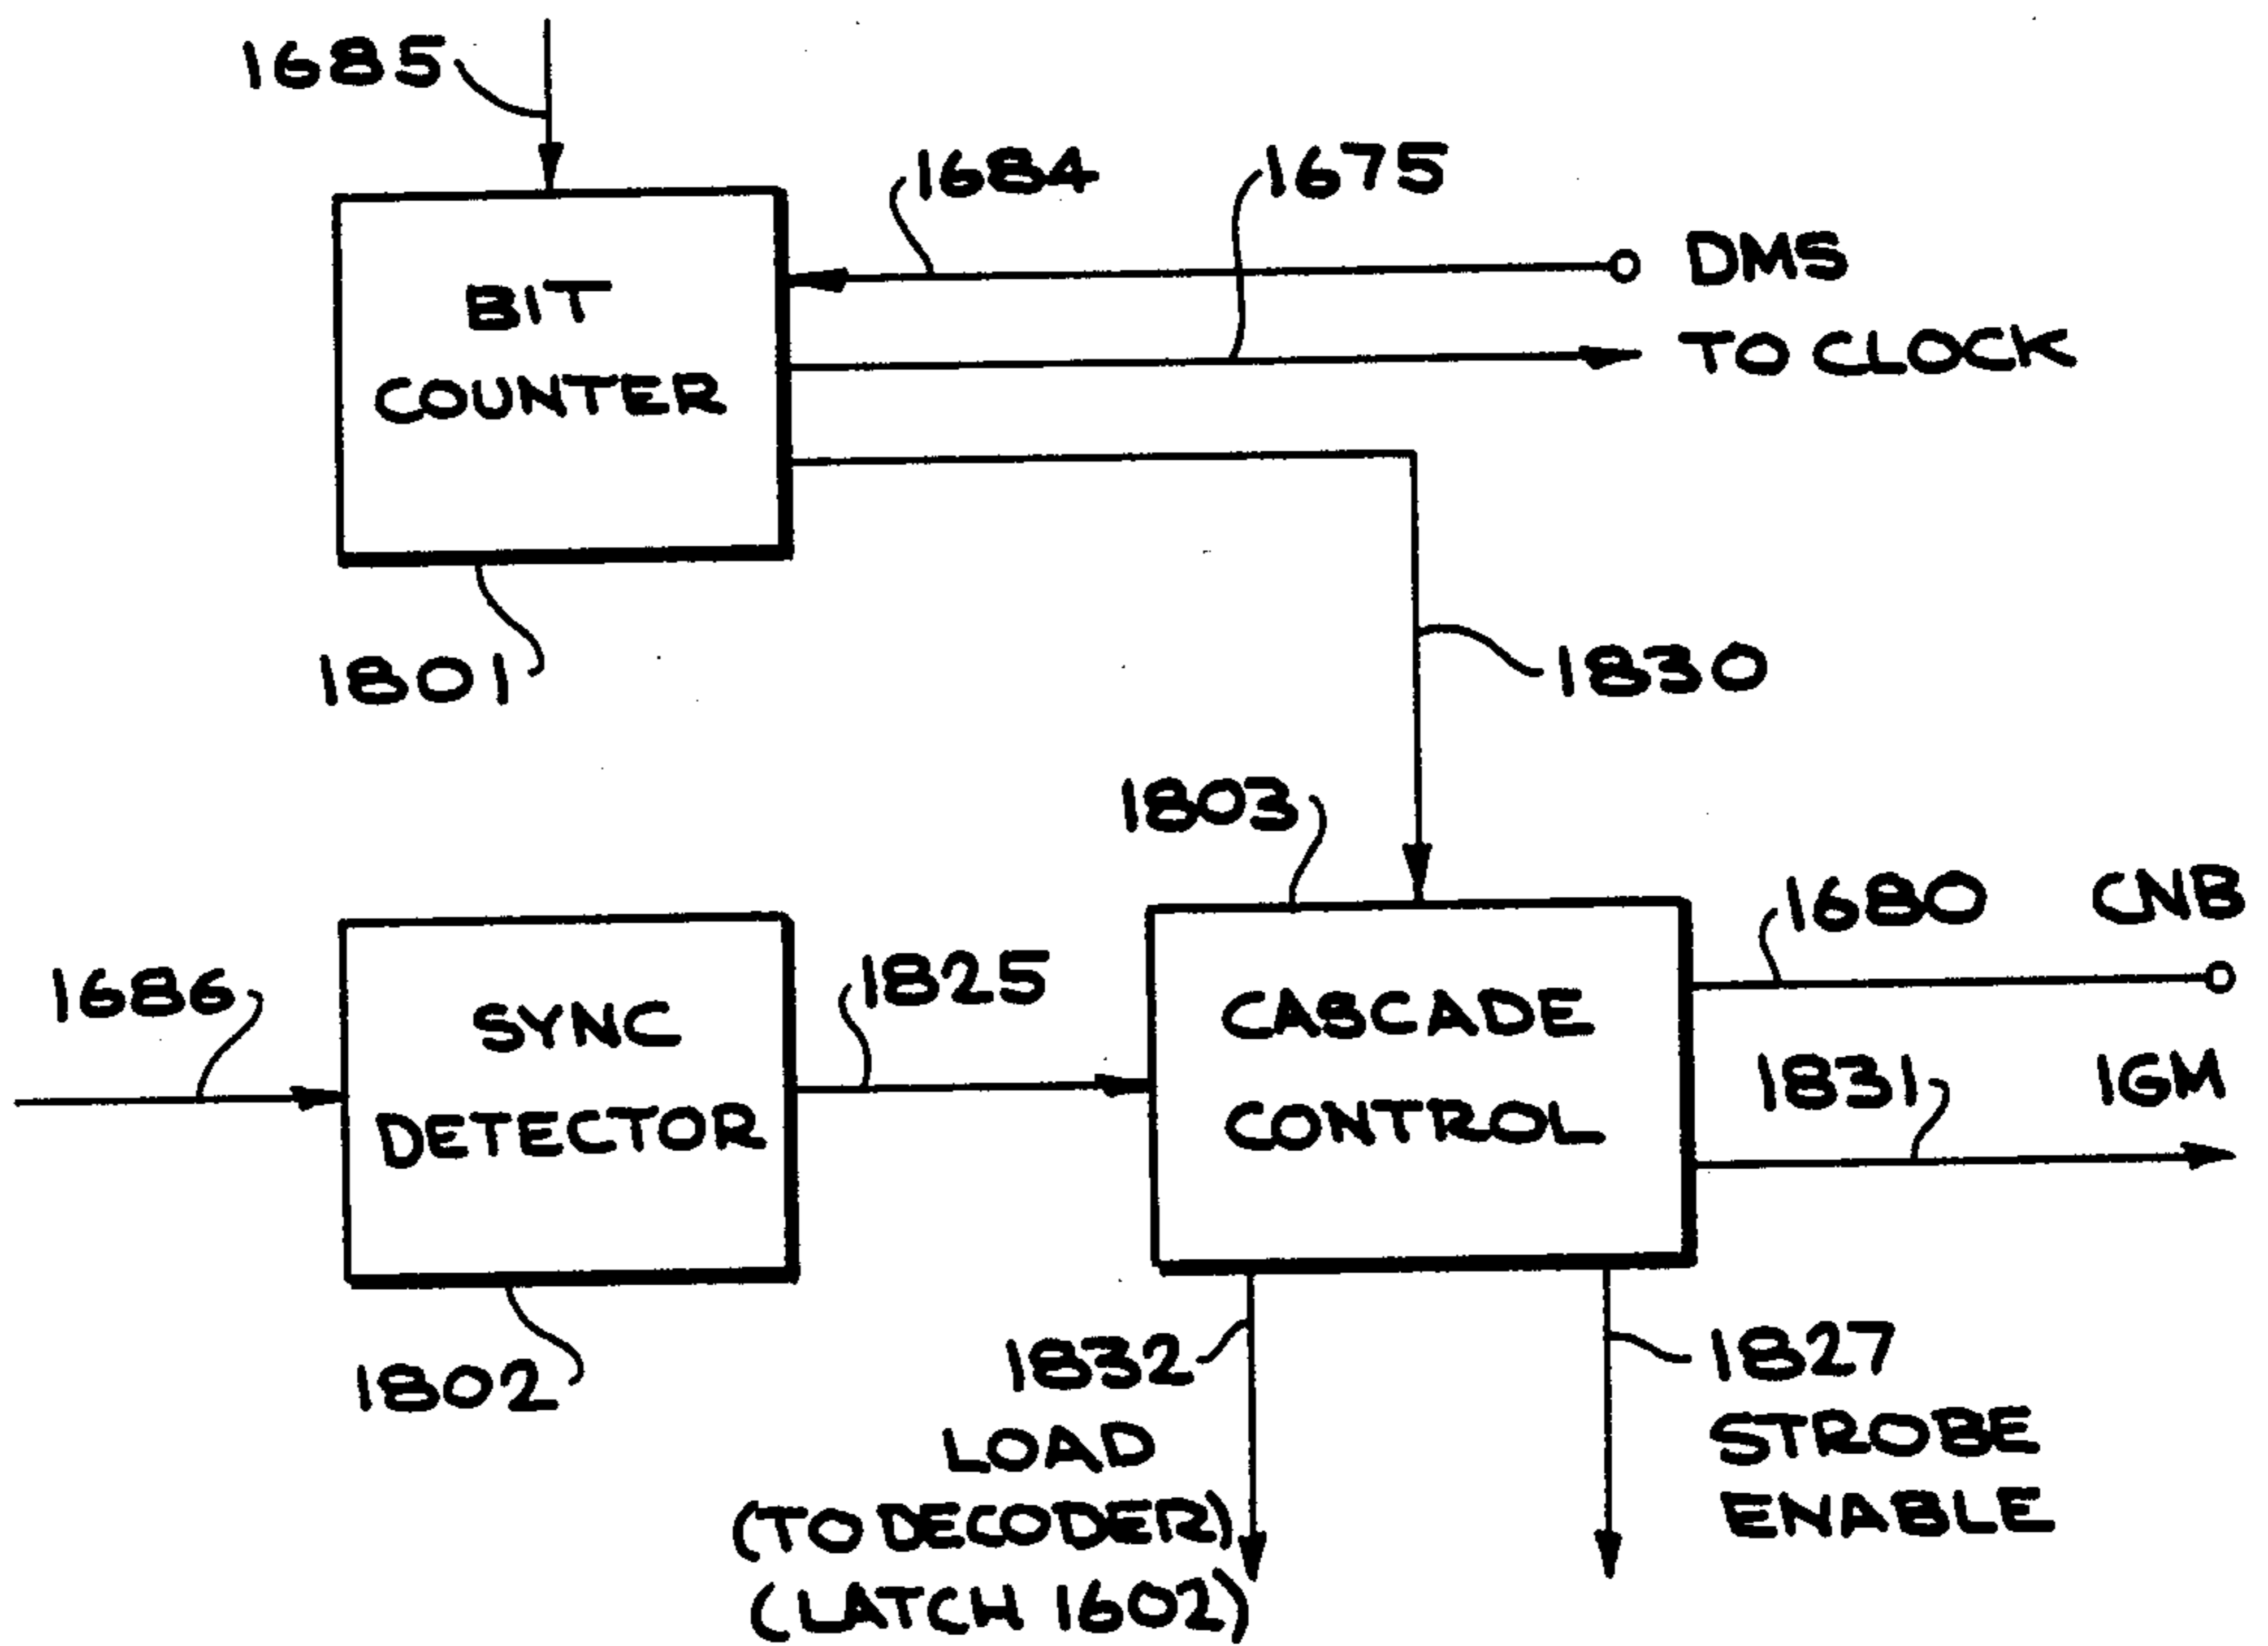 1685
1684
1675
DMS
TO CLOCK
BIT
COUNTER
1801
1830
1803
1680
CNB
1686
SYNC
DETECTOR
1825
CASCADE
CONTROL
1831
IGM
1802
1832
LOAD
(TO DECODER)
(LATCH 1602)
1827
STROBE
ENABLE